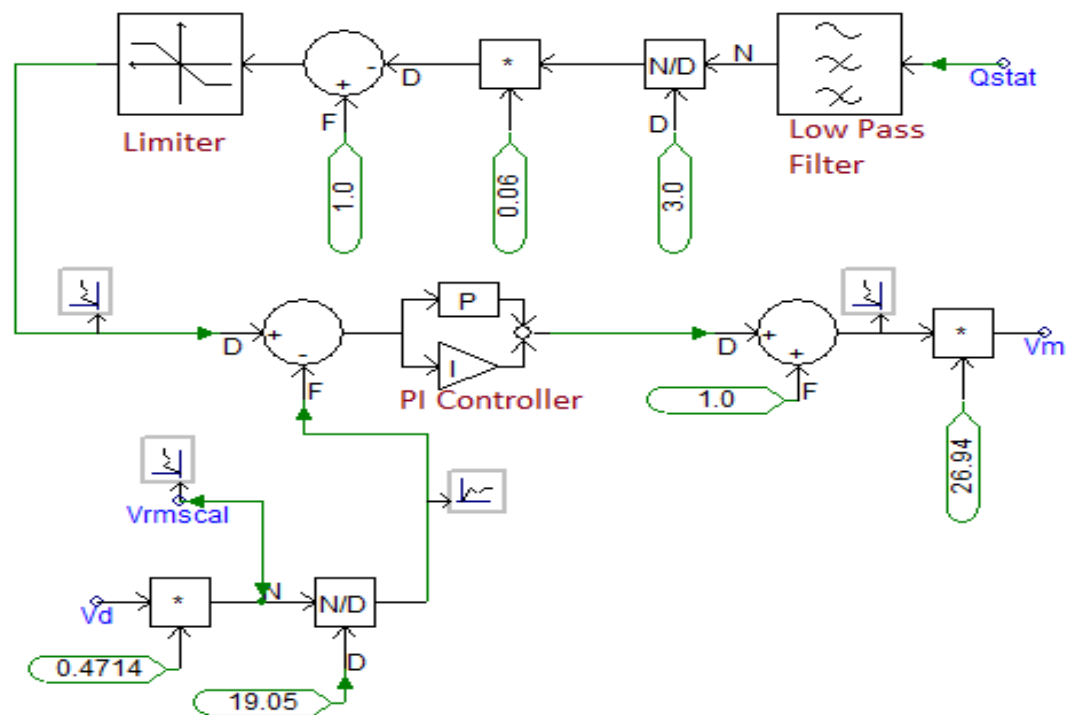 *
N/D
N
D
Qstat
Low Pass
Filter
Limiter
+
-
D
F
1.0
0.06
D
3.0
D
+
-
F
P
I
PI Controller
D
+
+
F
1.0
*
Vm
26.94
Vrmscal
Vd
*
N
N/D
D
0.4714
19.05